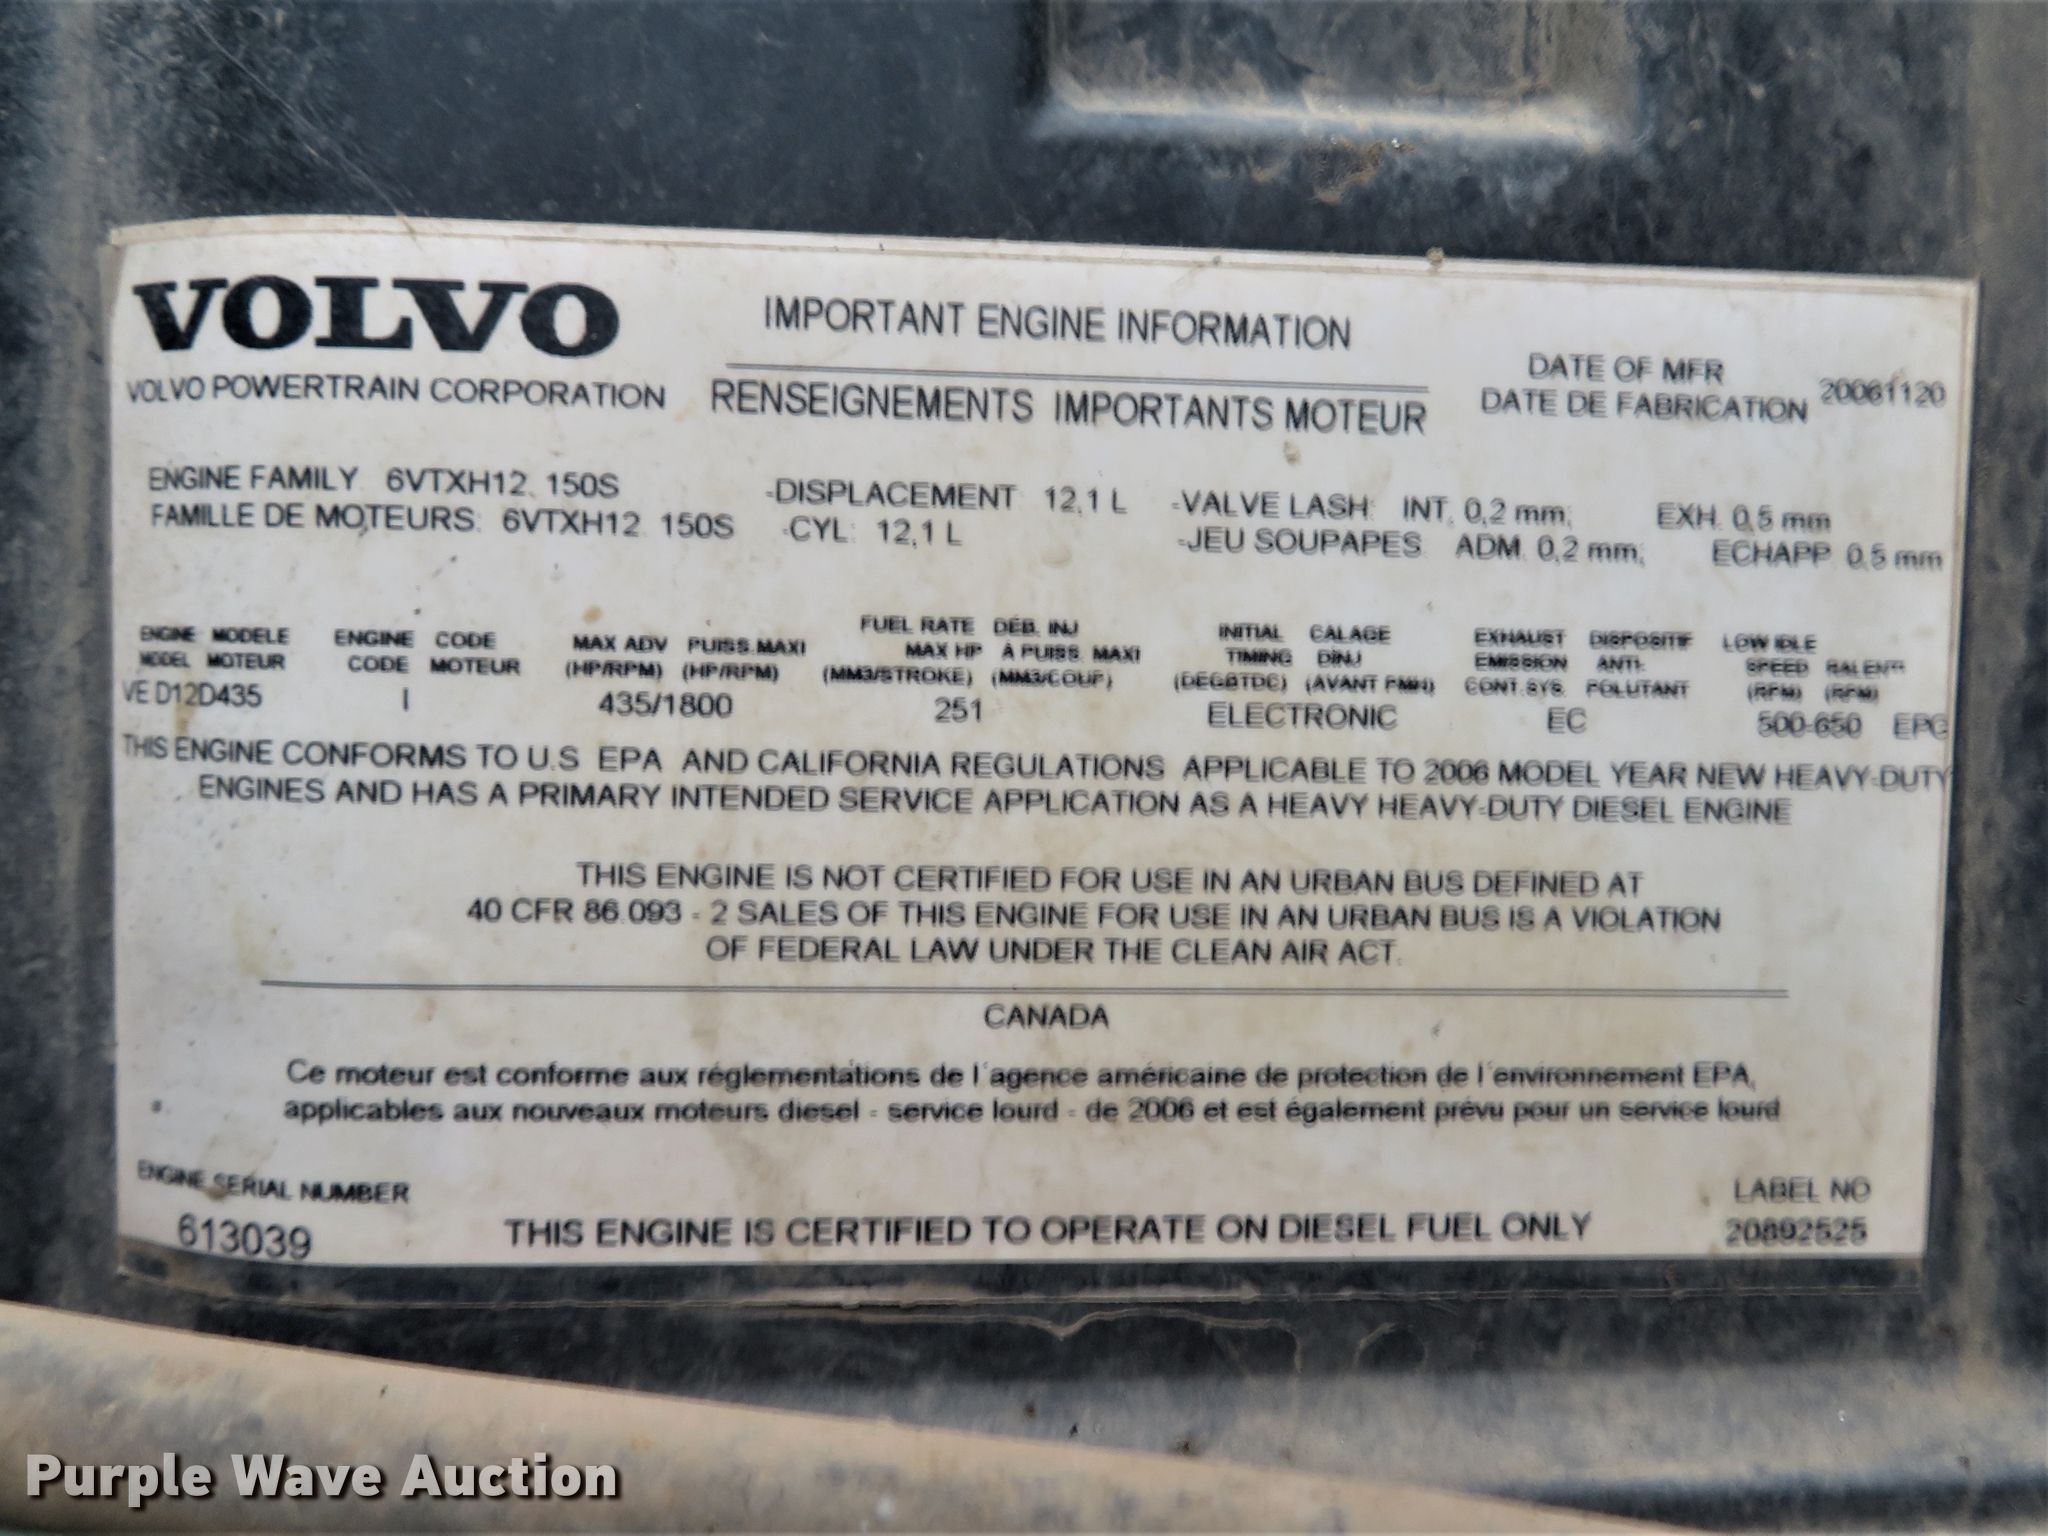 VOLVO
VOLVO POWERTRAIN CORPORATION
IMPORTANT ENGINE INFORMATION
RENSEIGNEMENTS IMPORTANTS MOTEUR
DATE OF MFR
DATE DE FABRICATION 20061120
ENGINE FAMILY 6VTXH12. 150S
FAMILLE DE MOTEURS: 6VTXH12 150S
-DISPLACEMENT 12,1 L
-CYL: 12,1 L
-VALVE LASH: INT. 0,2 mm; EXH. 0,5 mm
-JEU SOUPAPES: ADM. 0,2 mm; ECHAPP. 0,5 mm
ENGINE MODELE ENGINE CODE MAX ADV PUISS.MAXI FUEL RATE DÉB. INJ INITIAL CALAGE EXHAUST DISPOSITIF LOW IDLE
MODEL MOTEUR CODE MOTEUR (HP/RPM) (HP/RPM) MAX HP À PUISS. MAXI TIMING D'INJ EMISSION ANTI- SPEED RALENTI
(MM3/STROKE) (MM3/COUP) (DEGBTDC) (AVANT PMH) CONT.SYS. POLUTANT (RPM) (RPM)
VE D12D435 I 435/1800 251 ELECTRONIC EC 500-650 EPG
THIS ENGINE CONFORMS TO U.S EPA AND CALIFORNIA REGULATIONS APPLICABLE TO 2006 MODEL YEAR NEW HEAVY-DUTY
ENGINES AND HAS A PRIMARY INTENDED SERVICE APPLICATION AS A HEAVY HEAVY-DUTY DIESEL ENGINE
THIS ENGINE IS NOT CERTIFIED FOR USE IN AN URBAN BUS DEFINED AT
40 CFR 86.093 - 2 SALES OF THIS ENGINE FOR USE IN AN URBAN BUS IS A VIOLATION
OF FEDERAL LAW UNDER THE CLEAN AIR ACT.
CANADA
Ce moteur est conforme aux réglementations de l'agence américaine de protection de l'environnement EPA,
applicables aux nouveaux moteurs diesel - service lourd - de 2006 et est également prévu pour un service lourd
ENGINE SERIAL NUMBER
613039
THIS ENGINE IS CERTIFIED TO OPERATE ON DIESEL FUEL ONLY
LABEL NO
20892525
Purple Wave Auction